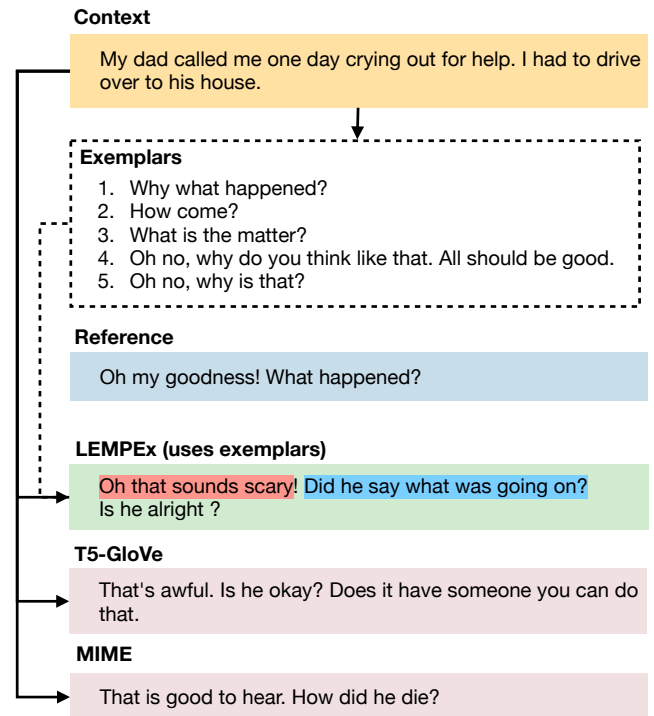 Context
My dad called me one day crying out for help. I had to drive
over to his house.
Exemplars
1. Why what happened?
2. How come?
3. What is the matter?
4. Oh no, why do you think like that. All should be good.
5. Oh no, why is that?
Reference
Oh my goodness! What happened?
LEMPEx (uses exemplars)
Oh that sounds scary! Did he say what was going on?
Is he alright ?
T5-GloVe
That's awful. Is he okay? Does it have someone you can do
that.
MIME
That is good to hear. How did he die?